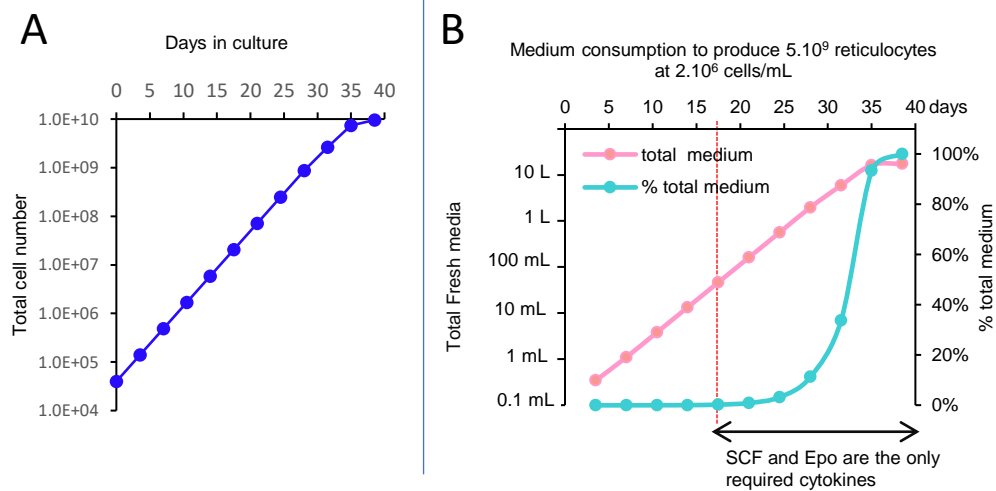 A
Days in culture
0 5 10 15 20 25 30 35 40
1.0E+10
1.0E+09
1.0E+08
1.0E+07
1.0E+06
1.0E+05
1.0E+04
Total cell number
B
Medium consumption to produce 5.10⁹ reticulocytes
at 2.10⁶ cells/mL
0 5 10 15 20 25 30 35 40 days
total medium
% total medium
10 L
1 L
100 mL
10 mL
1 mL
0.1 mL
Total Fresh media
100%
80%
60%
40%
20%
0%
% total medium
SCF and Epo are the only
required cytokines